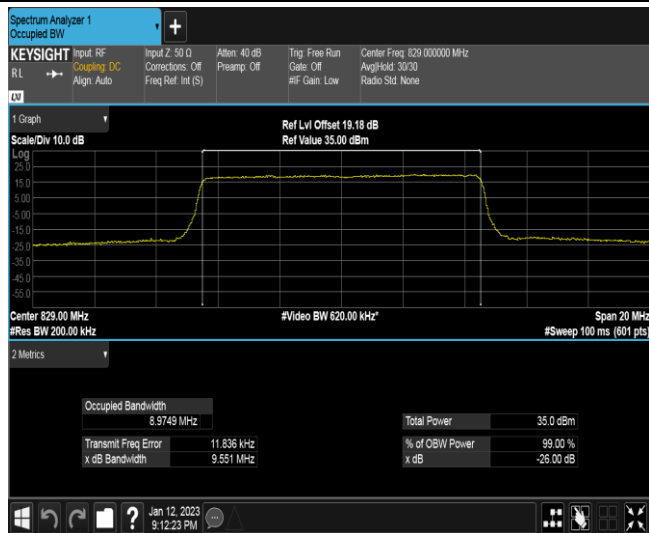 Spectrum Analyzer 1
Occupied BW
+
KEYSIGHT Input: RF Input Z: 50 Ω Atten: 40 dB Trig: Free Run Center Freq: 829.000000 MHz
RL Coupling: DC Corrections: Off Preamp: Off Gate: Off Avg|Hold: 30/30
Align: Auto Freq Ref: Int (S) #IF Gain: Low Radio Std: None
1 Graph
Ref Lvl Offset 19.18 dB
Scale/Div 10.0 dB Ref Value 35.00 dBm
Log
25.0
15.0
5.00
-5.00
-15.0
-25.0
-35.0
-45.0
-55.0
Center 829.00 MHz #Video BW 620.00 kHz* Span 20 MHz
#Res BW 200.00 kHz #Sweep 100 ms (601 pts)
2 Metrics
Occupied Bandwidth
8.9749 MHz Total Power 35.0 dBm
Transmit Freq Error 11.836 kHz % of OBW Power 99.00 %
x dB Bandwidth 9.551 MHz x dB -26.00 dB
? Jan 12, 2023
9:12:23 PM